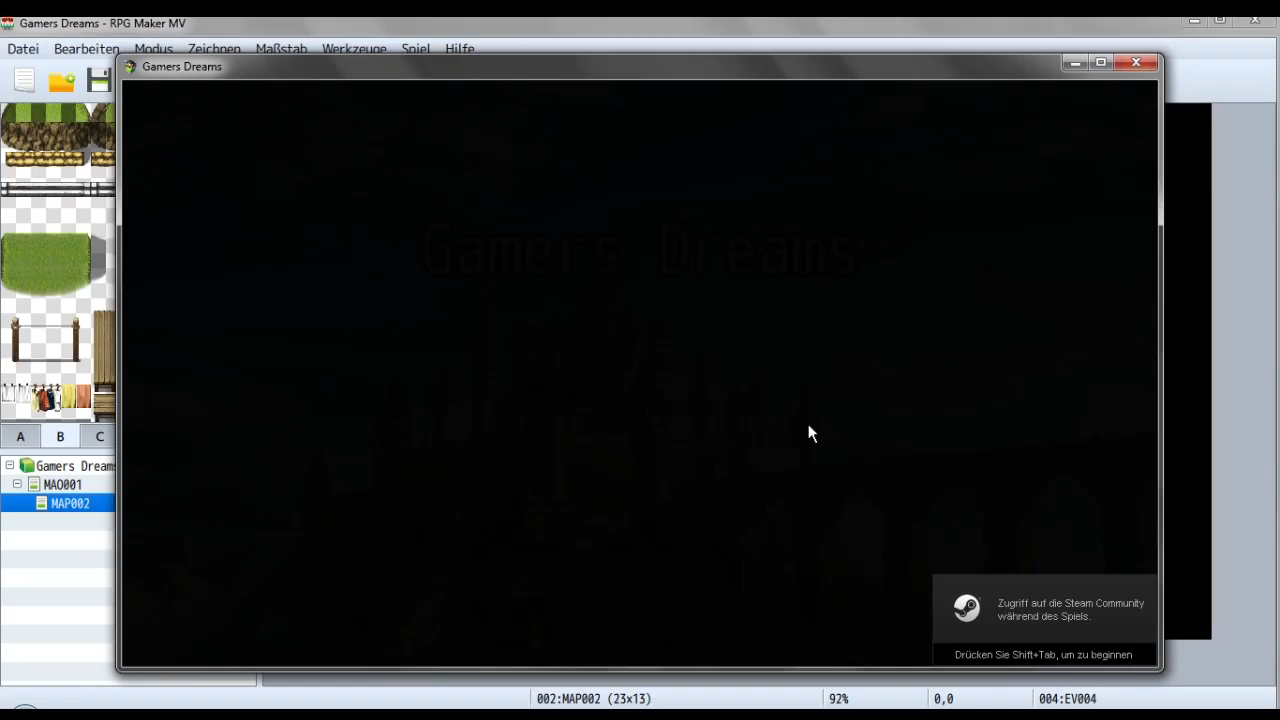 Gamers Dreams - RPG Maker MV
Datei Bearbeiten Modus Zeichnen Maßstab Werkzeuge Spiel Hilfe
Gamers Dreams
Gamers Dreams
A B C
Gamers Dream
MAO001
MAP002
Zugriff auf die Steam Community
während des Spiels.
Drücken Sie Shift+Tab, um zu beginnen
002:MAP002 (23x13) 92% 0,0 004:EV004